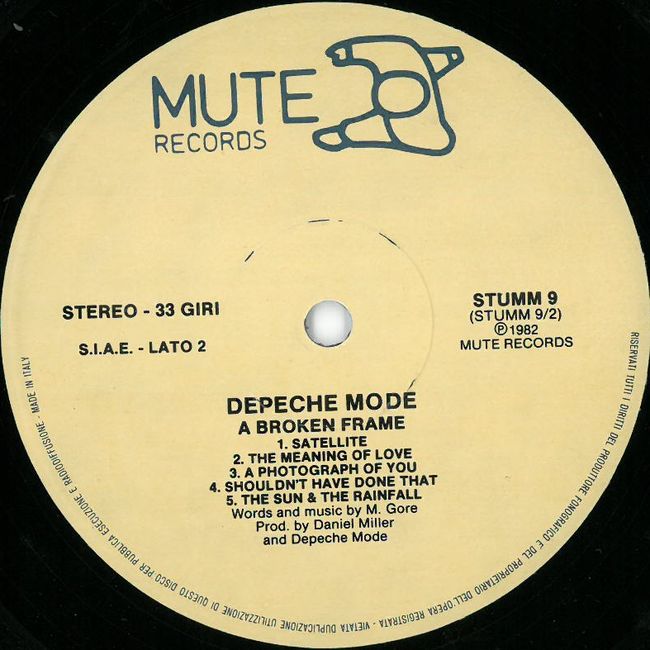 MUTE
RECORDS
STEREO - 33 GIRI
S.I.A.E. - LATO 2
STUMM 9
(STUMM 9/2)
Ⓟ1982
MUTE RECORDS
DEPECHE MODE
A BROKEN FRAME
1. SATELLITE
2. THE MEANING OF LOVE
3. A PHOTOGRAPH OF YOU
4. SHOULDN'T HAVE DONE THAT
5. THE SUN & THE RAINFALL
Words and music by M. Gore
Prod. by Daniel Miller
and Depeche Mode
RISERVATI TUTTI I DIRITTI DEL PRODUTTORE FONOGRAFICO E DEL PROPRIETARIO DELL'OPERA REGISTRATA - VIETATA DUPLICAZIONE UTILIZZAZIONE DI QUESTO DISCO PER PUBBLICA ESECUZIONE E RADIODIFFUSIONE - MADE IN ITALY